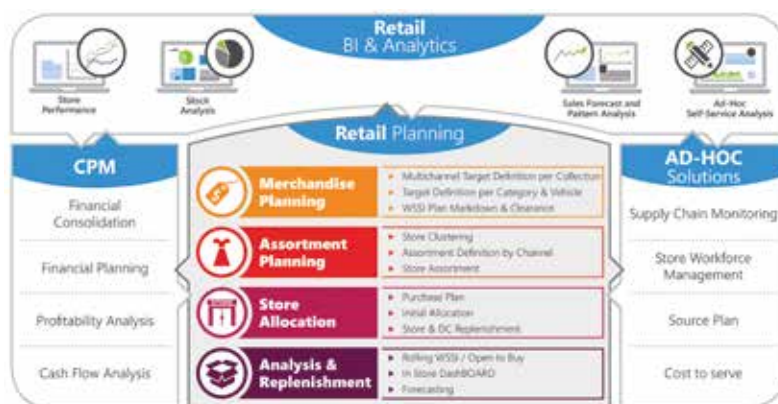 Retail
BI & Analytics
Store
Performance
Stock
Analysis
Sales Forecast and
Pattern Analysis
Ad-Hoc
Self-Service Analysis
Retail Planning
CPM
Financial
Consolidation
Financial Planning
Profitability Analysis
Cash Flow Analysis
Merchandise
Planning
Multichannel Target Definition per Collection
Target Definition per Category & Vehicle
WSSI Plan Markdown & Clearance
Assortment
Planning
Store Clustering
Assortment Definition by Channel
Store Assortment
Store
Allocation
Purchase Plan
Initial Allocation
Store & DC Replenishment
Analysis &
Replenishment
Rolling WSSI / Open to Buy
In Store DashBOARD
Forecasting
AD-HOC
Solutions
Supply Chain Monitoring
Store Workforce
Management
Source Plan
Cost to serve